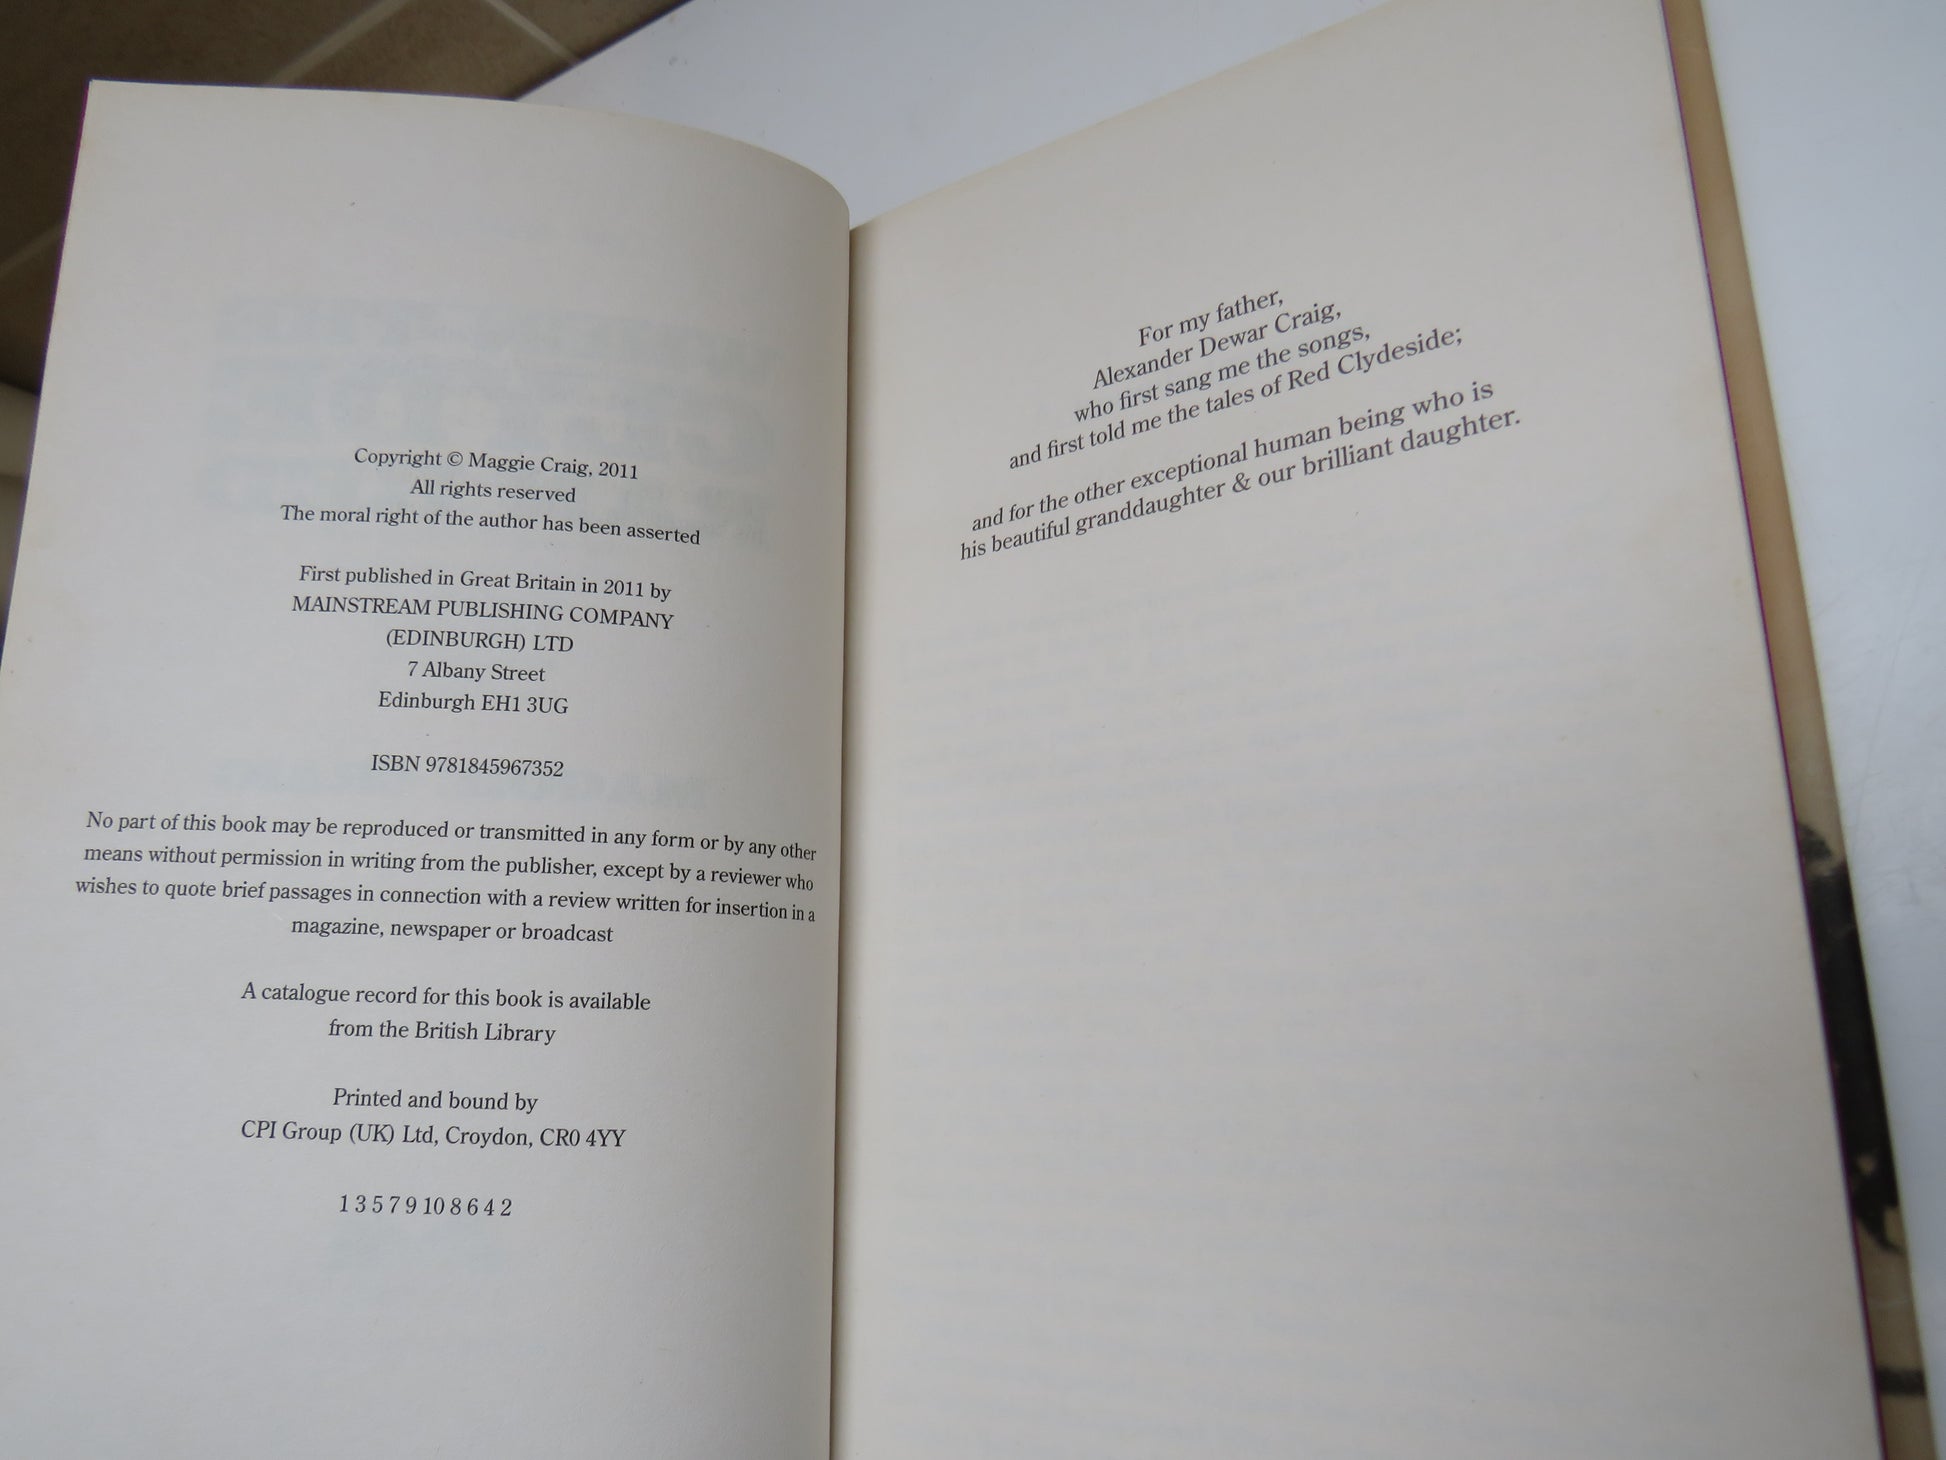 Copyright © Maggie Craig, 2011
All rights reserved
The moral right of the author has been asserted
First published in Great Britain in 2011 by
MAINSTREAM PUBLISHING COMPANY
(EDINBURGH) LTD
7 Albany Street
Edinburgh EH1 3UG
ISBN 9781845967352
No part of this book may be reproduced or transmitted in any form or by any other
means without permission in writing from the publisher, except by a reviewer who
wishes to quote brief passages in connection with a review written for insertion in a
magazine, newspaper or broadcast
A catalogue record for this book is available
from the British Library
Printed and bound by
CPI Group (UK) Ltd, Croydon, CR0 4YY
1 3 5 7 9 10 8 6 4 2
For my father,
Alexander Dewar Craig,
who first sang me the songs,
and first told me the tales of Red Clydeside;
and for the other exceptional human being who is
his beautiful granddaughter & our brilliant daughter.